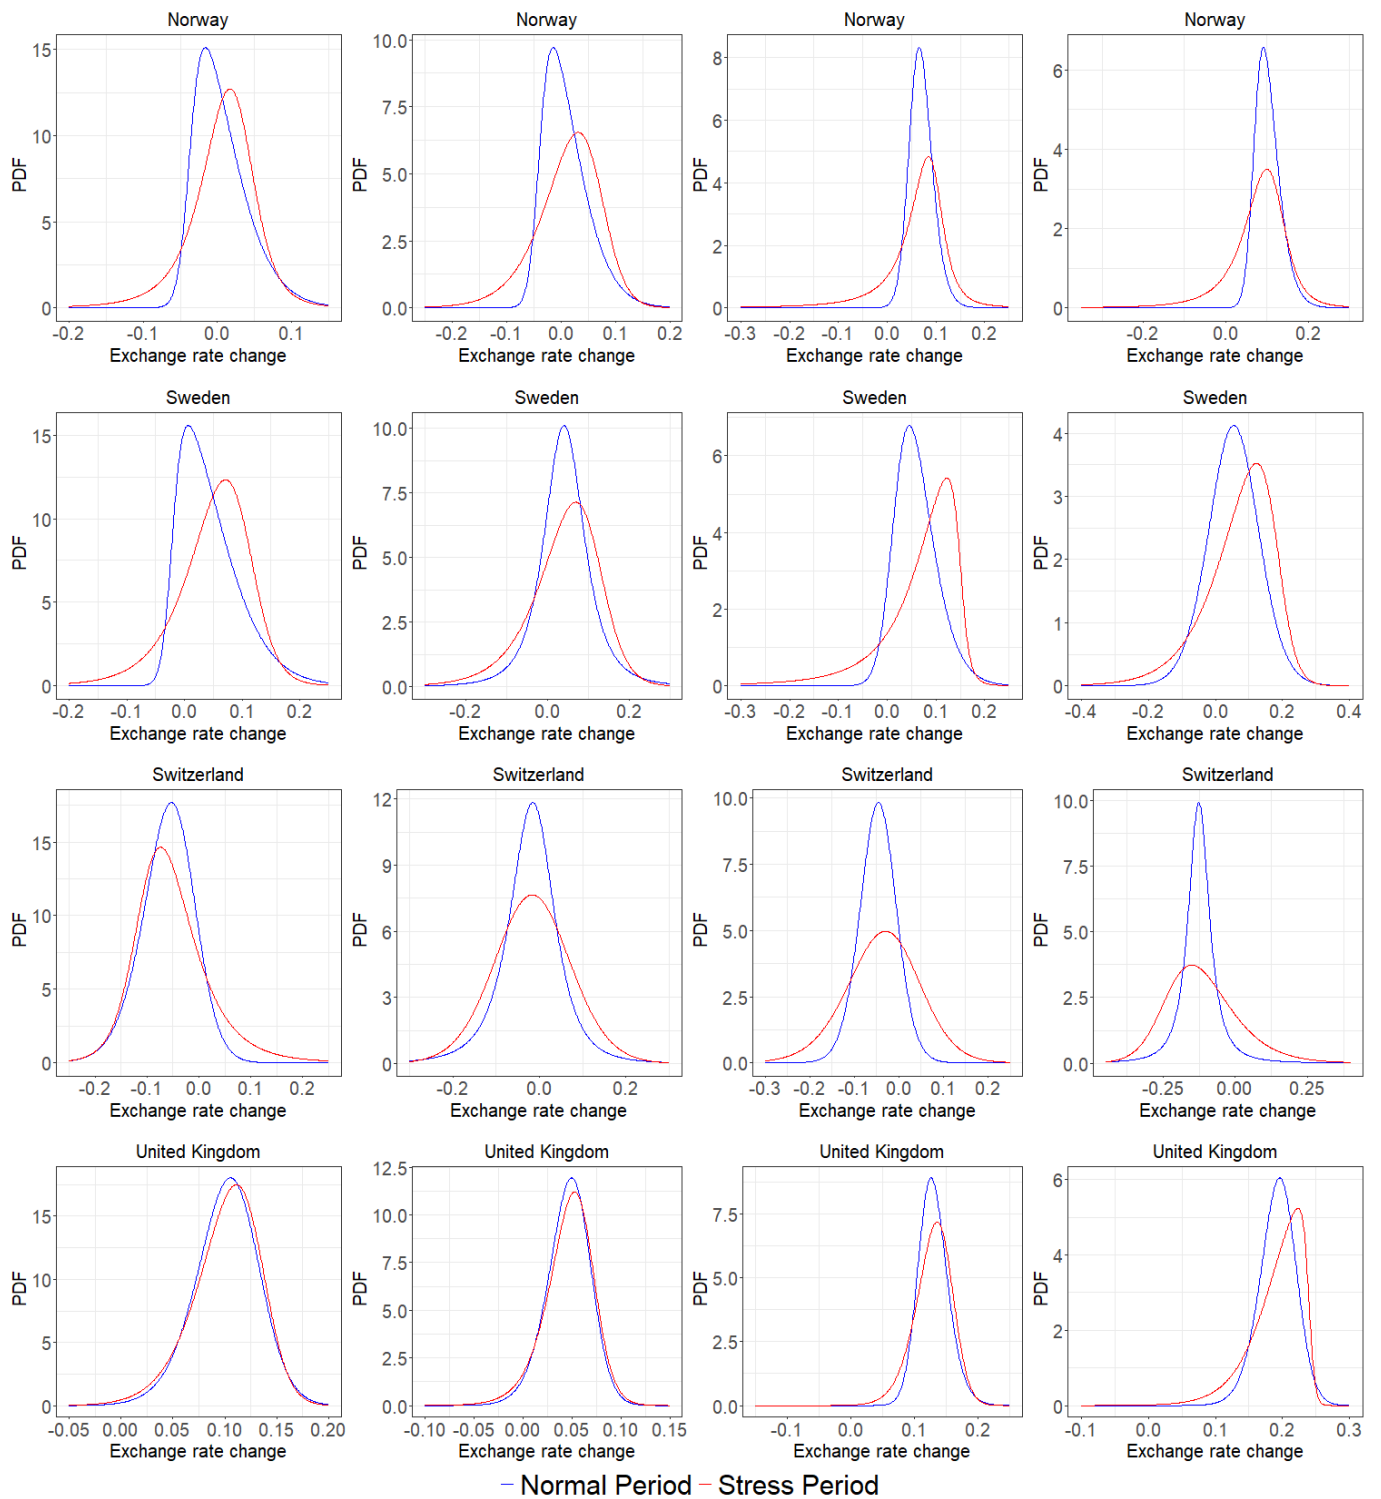 Norway Norway Norway Norway
PDF 15 10 5 0 -0.2 -0.1 0.0 0.1 Exchange rate change
PDF 10.0 7.5 5.0 2.5 0.0 -0.2 -0.1 0.0 0.1 0.2 Exchange rate change
PDF 8 6 4 2 0 -0.3 -0.2 -0.1 0.0 0.1 0.2 Exchange rate change
PDF 6 4 2 0 -0.2 0.0 0.2 Exchange rate change
Sweden Sweden Sweden Sweden
PDF 15 10 5 0 -0.2 -0.1 0.0 0.1 0.2 Exchange rate change
PDF 10.0 7.5 5.0 2.5 0.0 -0.2 0.0 0.2 Exchange rate change
PDF 6 4 2 0 -0.3 -0.2 -0.1 0.0 0.1 0.2 Exchange rate change
PDF 4 3 2 1 0 -0.4 -0.2 0.0 0.2 0.4 Exchange rate change
Switzerland Switzerland Switzerland Switzerland
PDF 15 10 5 0 -0.2 -0.1 0.0 0.1 0.2 Exchange rate change
PDF 12 9 6 3 0 -0.2 0.0 0.2 Exchange rate change
PDF 10.0 7.5 5.0 2.5 0.0 -0.3 -0.2 -0.1 0.0 0.1 0.2 Exchange rate change
PDF 10.0 7.5 5.0 2.5 0.0 -0.25 0.00 0.25 Exchange rate change
United Kingdom United Kingdom United Kingdom United Kingdom
PDF 15 10 5 0 -0.05 0.00 0.05 0.10 0.15 0.20 Exchange rate change
PDF 12.5 10.0 7.5 5.0 2.5 0.0 -0.10 -0.05 0.00 0.05 0.10 0.15 Exchange rate change
PDF 7.5 5.0 2.5 0.0 -0.1 0.0 0.1 0.2 Exchange rate change
PDF 6 4 2 0 -0.1 0.0 0.1 0.2 0.3 Exchange rate change
Normal Period Stress Period